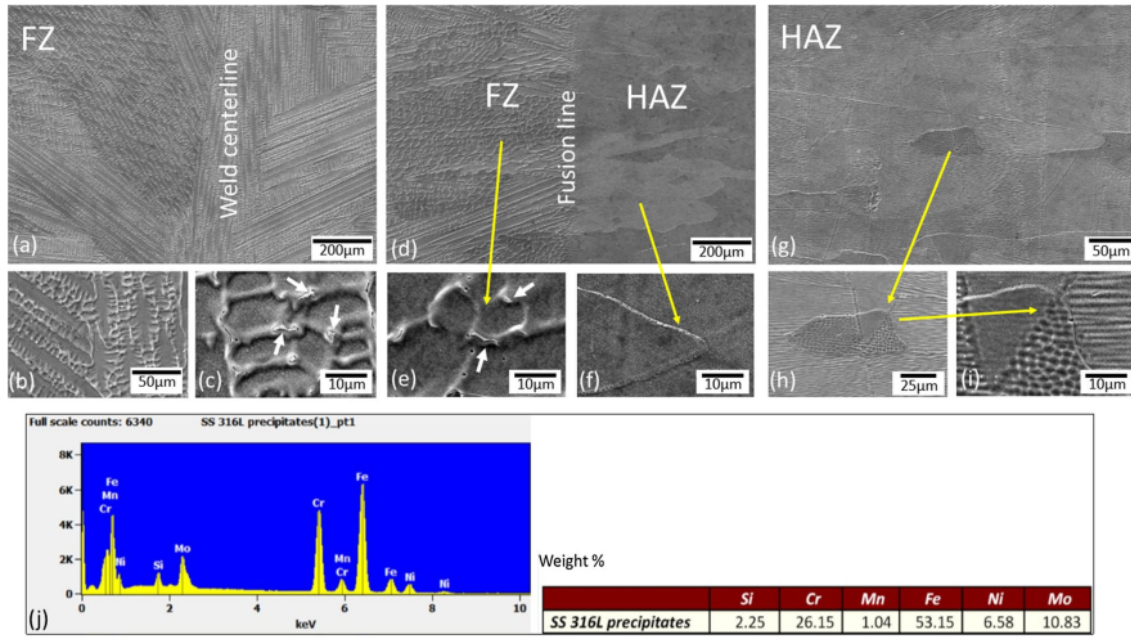 FZ
Weld centerline
(a)
200μm
FZ
Fusion line
HAZ
(d)
200μm
HAZ
(g)
50μm
(b)
50μm
(c)
10μm
(e)
10μm
(f)
10μm
(h)
25μm
(i)
10μm
Full scale counts: 6340 SS 316L precipitates(1)_pt1
8K
6K
4K
2K
0K
Fe
Mn
Cr
Ni
Si
Mo
Cr
Mn
Cr
Fe
Fe
Ni
Ni
0 2 4 6 8 10
keV
(j)
Weight %
Si Cr Mn Fe Ni Mo
SS 316L precipitates 2.25 26.15 1.04 53.15 6.58 10.83